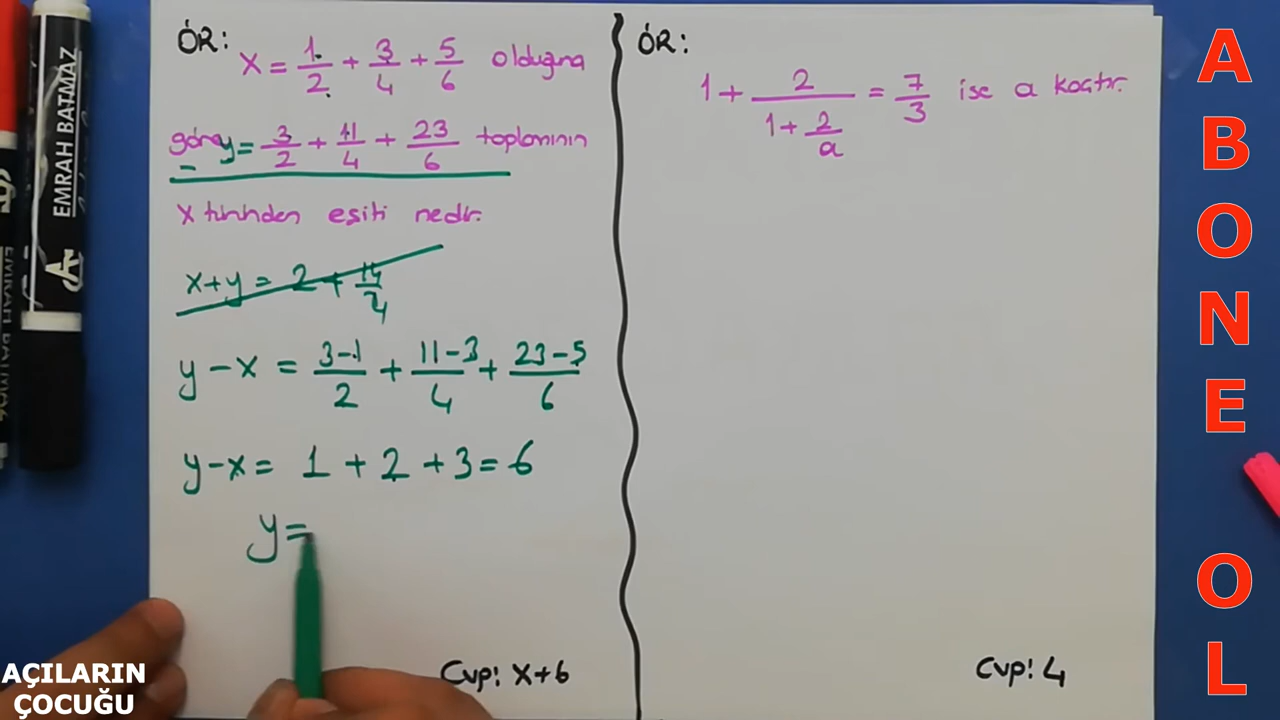 ÖR:
x = 1/2 + 3/4 + 5/6 olduğuna
göre y = 3/2 + 11/4 + 23/6 toplamının
x türünden eşiti nedir.
x+y = 2 + 14/4
y - x = 3-1/2 + 11-3/4 + 23-5/6
y-x = 1 + 2 + 3 = 6
y=
Cvp: x+6
ÖR:
1 + 2/(1 + 2/a) = 7/3 ise a kaçtır.
Cvp: 4
EMRAH BATMAZ
AÇILARIN
ÇOCUĞU
ABONE
OL